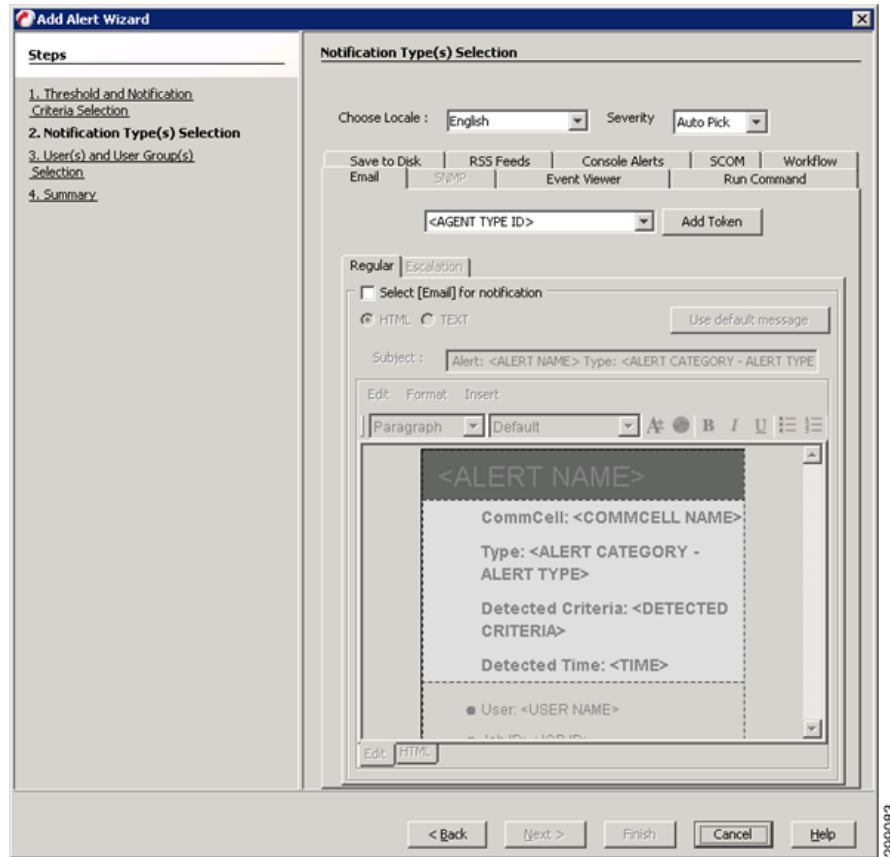 Add Alert Wizard
Steps
1. Threshold and Notification
Criteria Selection
2. Notification Type(s) Selection
3. User(s) and User Group(s)
Selection
4. Summary
Notification Type(s) Selection
Choose Locale : English Severity Auto Pick
Save to Disk RSS Feeds Console Alerts SCOM Workflow
Email SNMP Event Viewer Run Command
<AGENT TYPE ID> Add Token
Regular Escalation
Select [Email] for notification
HTML TEXT Use default message
Subject : Alert: <ALERT NAME> Type: <ALERT CATEGORY - ALERT TYPE
Edit Format Insert
Paragraph Default B I U
<ALERT NAME>
CommCell: <COMMCELL NAME>
Type: <ALERT CATEGORY -
ALERT TYPE>
Detected Criteria: <DETECTED
CRITERIA>
Detected Time: <TIME>
User: <USER NAME>
Edit HTML
< Back Next > Finish Cancel Help